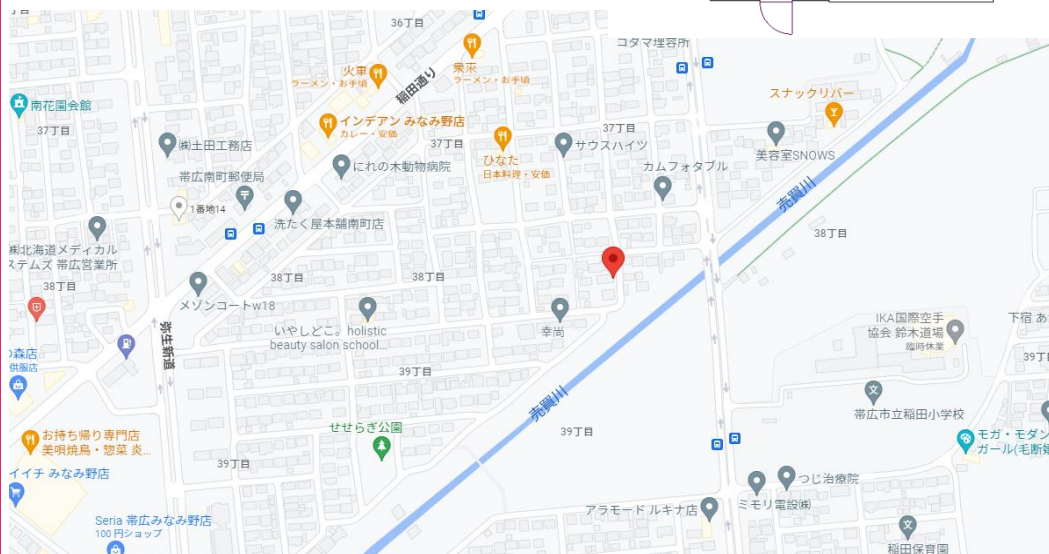 36丁目
火車
ラーメン・お手頃
衆來
ラーメン・お手頃
稲田通り
コタマ理容所
南花園会館
37丁目
㈱土田工務店
インデアン みなみ野店
カレー・安価
37丁目
ひなた
日本料理・安価
37丁目
サウスハイツ
スナックリバー
美容室SNOWS
カムフォタブル
にれの木動物病院
帯広南町郵便局
1番地14
洗たく屋本舗南町店
売買川
38丁目
㈱北海道メディカル
ステムズ 帯広営業所
38丁目
メゾンコートw18
38丁目
38丁目
弥生新道
いやしどこ。holistic
beauty salon school...
幸尚
IKA国際空手
協会 鈴木道場
臨時休業
下宿 あ
39丁
の森店
供服店
39丁目
売買川
帯広市立稲田小学校
せせらぎ公園
39丁目
お持ち帰り専門店
美唄焼鳥・惣菜 炎...
39丁目
モガ・モダン
ガール(毛断
イイチ みなみ野店
つじ治療院
ミモリ電設㈱
アラモード ルキナ店
Seria 帯広みなみ野店
100 円ショップ
稲田保育園